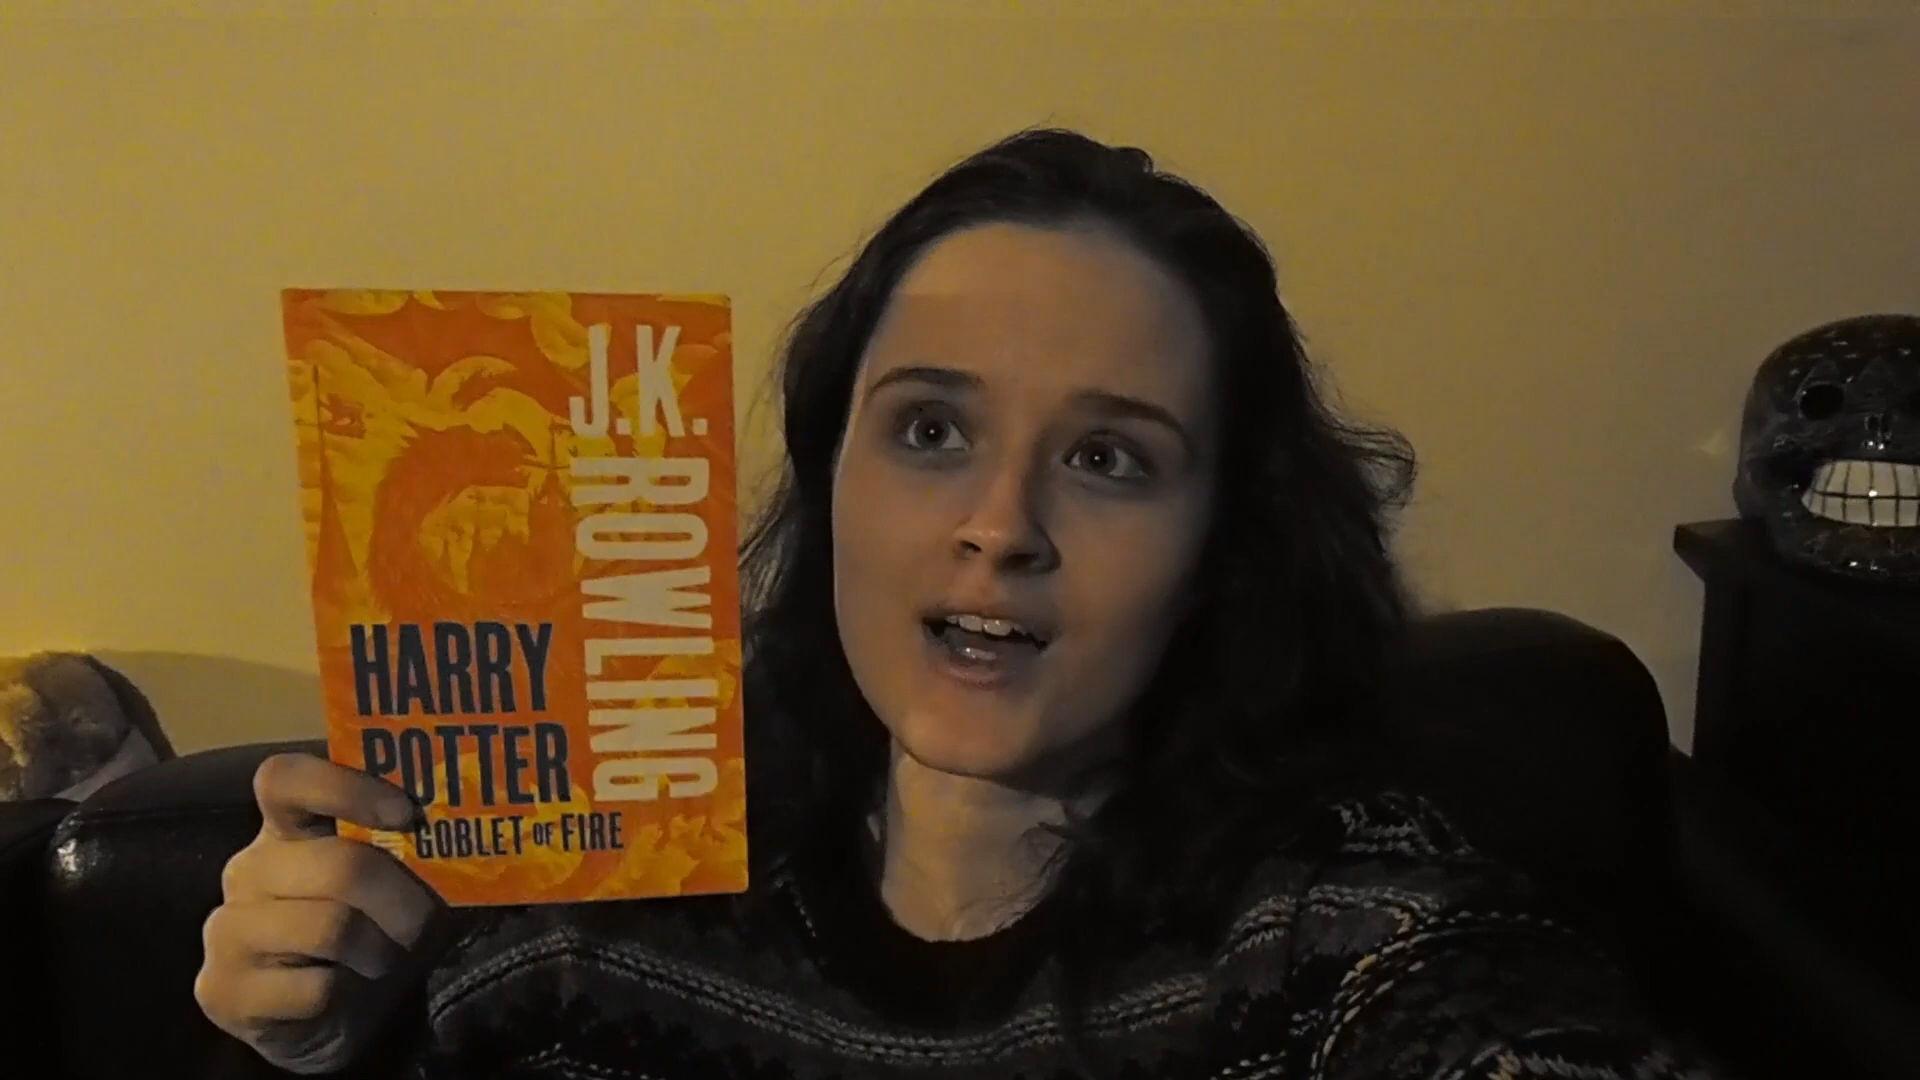 J.K. ROWLING
HARRY
POTTER
GOBLET OF FIRE